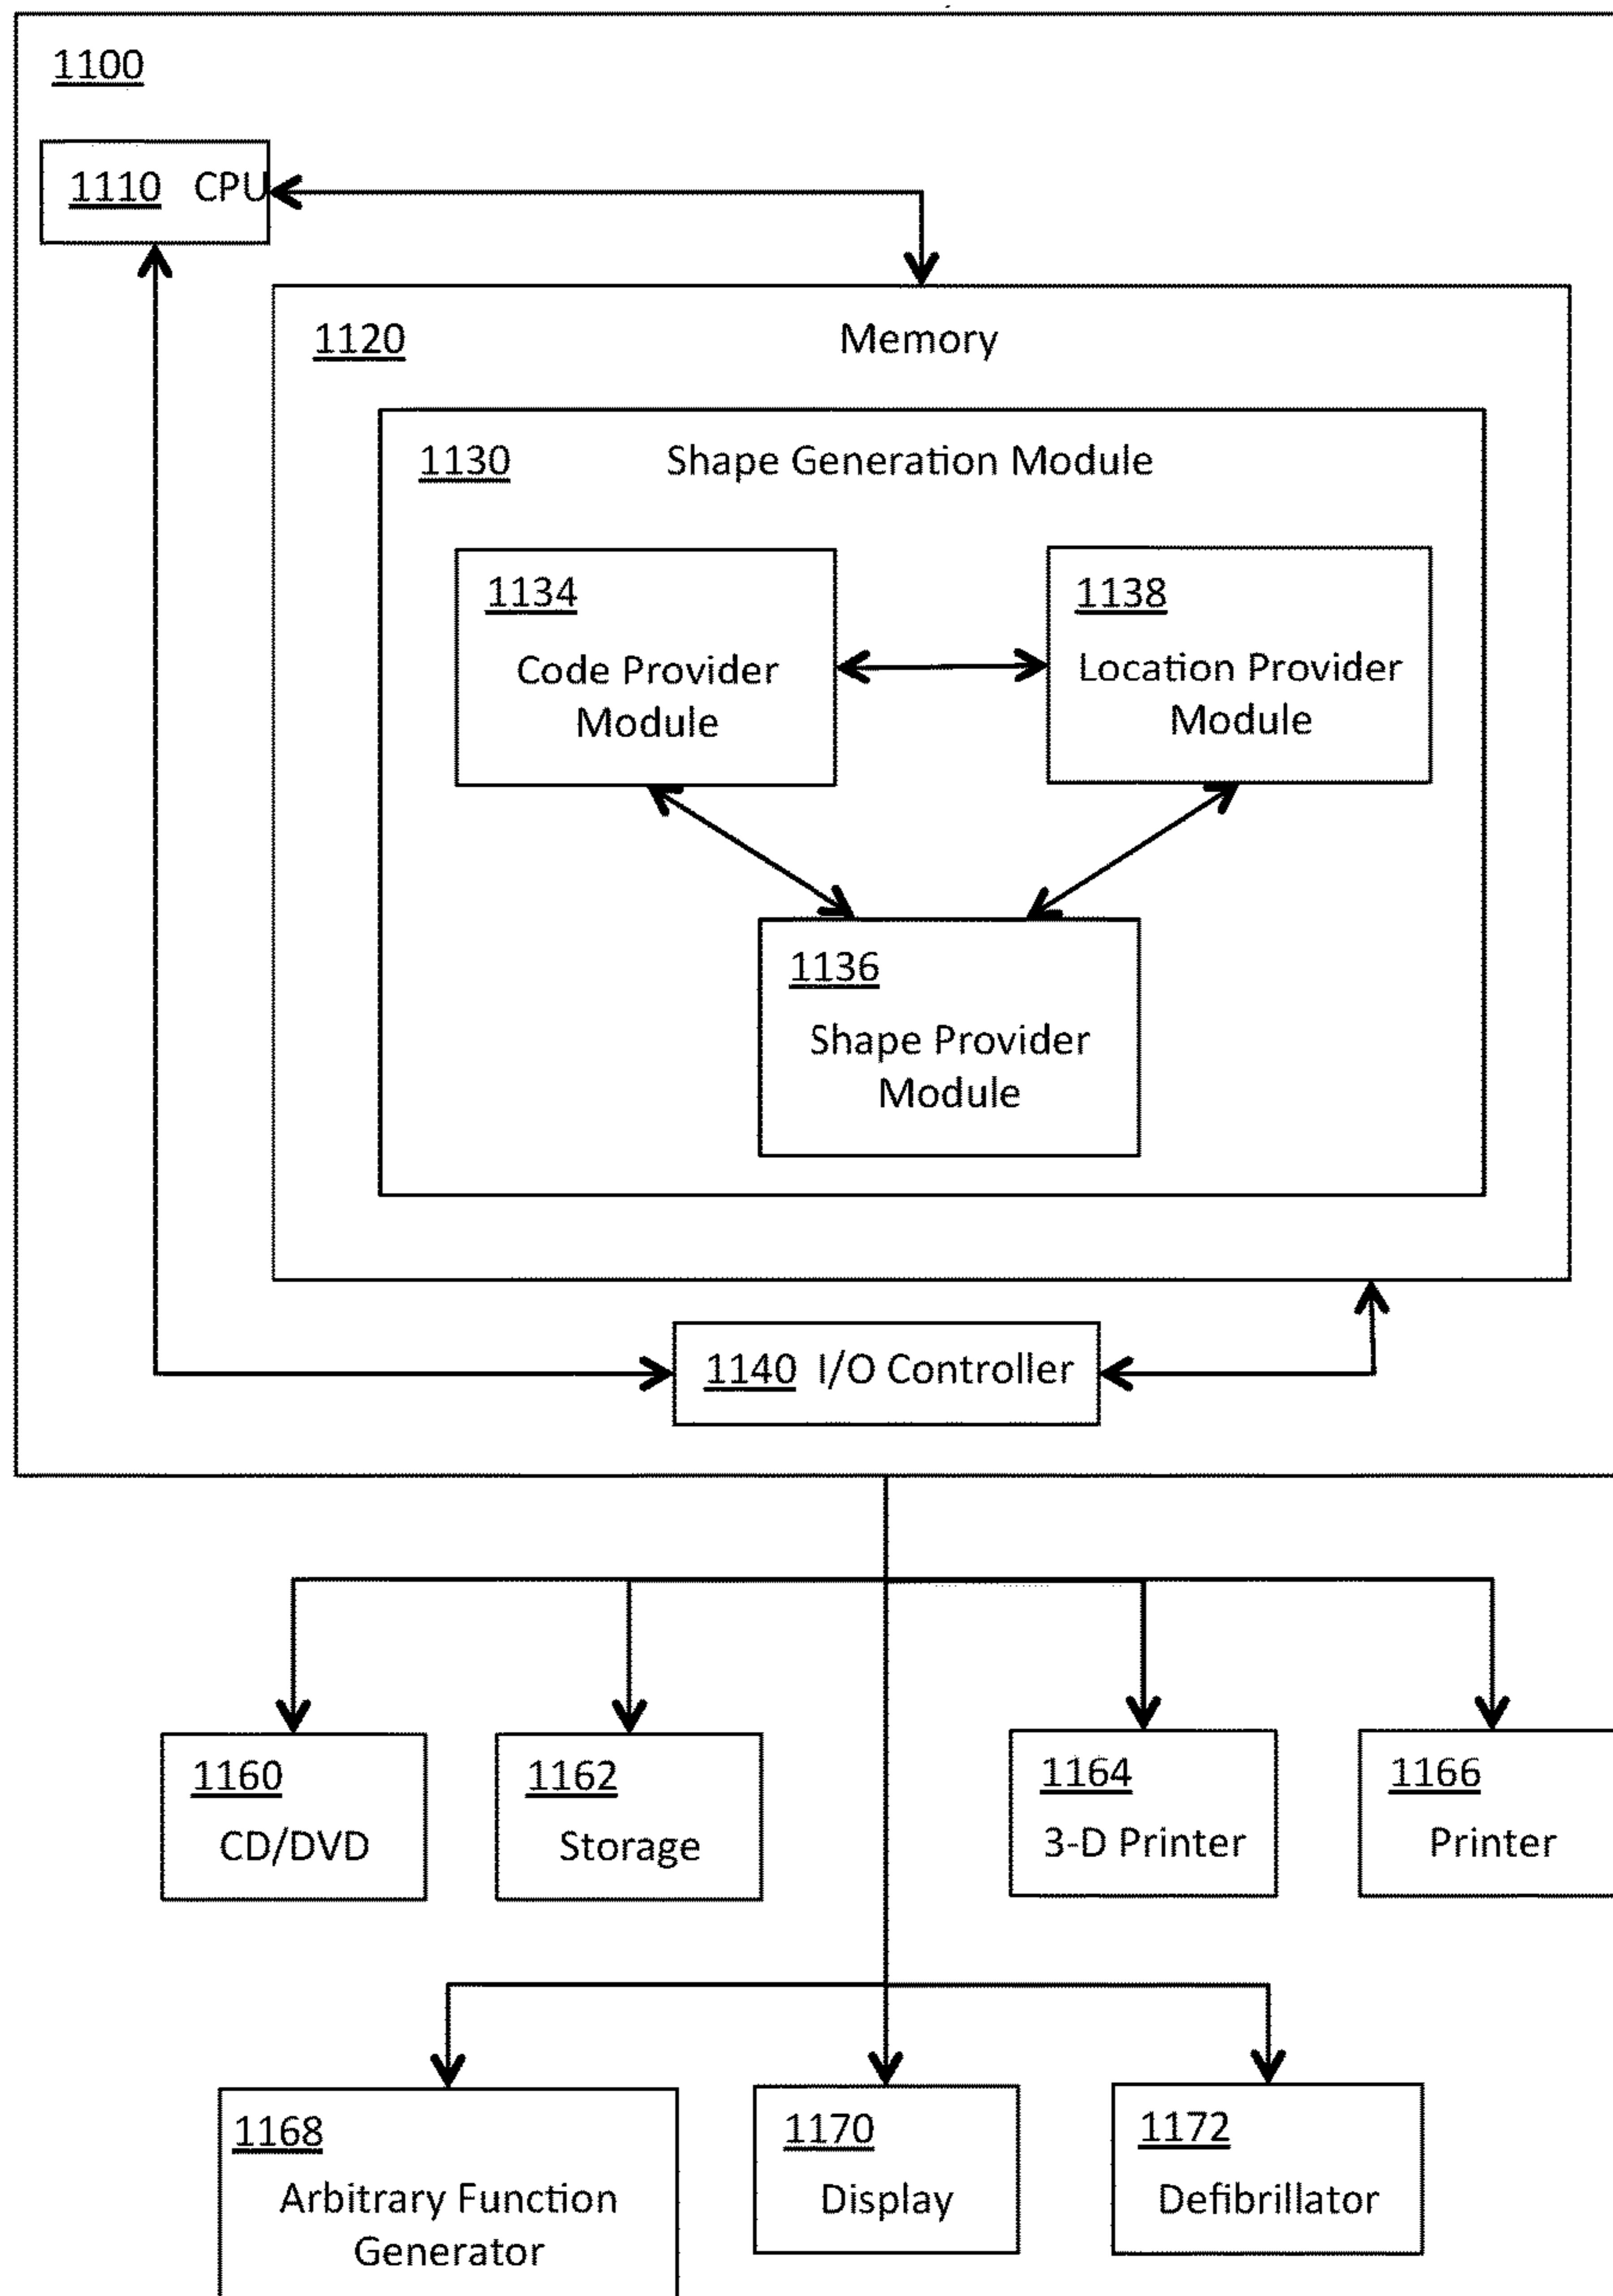 1100
1110 CPU
1120 Memory
1130 Shape Generation Module
1134
Code Provider
Module
1138
Location Provider
Module
1136
Shape Provider
Module
1140 I/O Controller
1160
CD/DVD
1162
Storage
1164
3-D Printer
1166
Printer
1168
Arbitrary Function
Generator
1170
Display
1172
Defibrillator